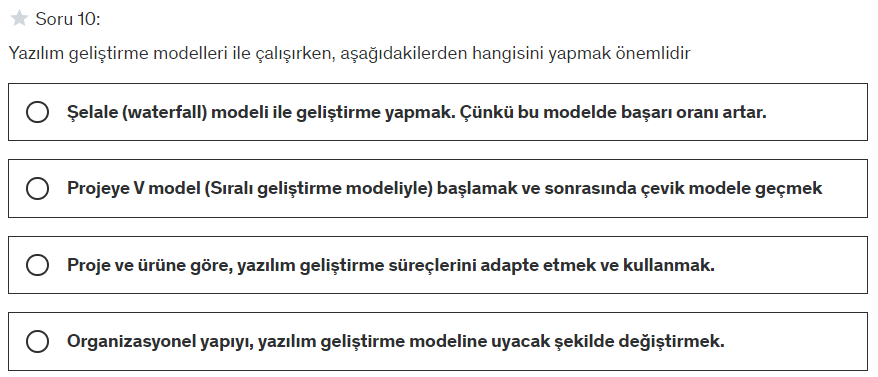 Soru 10:
Yazılım geliştirme modelleri ile çalışırken, aşağıdakilerden hangisini yapmak önemlidir
Şelale (waterfall) modeli ile geliştirme yapmak. Çünkü bu modelde başarı oranı artar.
Projeye V model (Sıralı geliştirme modeliyle) başlamak ve sonrasında çevik modele geçmek
Proje ve ürüne göre, yazılım geliştirme süreçlerini adapte etmek ve kullanmak.
Organizasyonel yapıyı, yazılım geliştirme modeline uyacak şekilde değiştirmek.